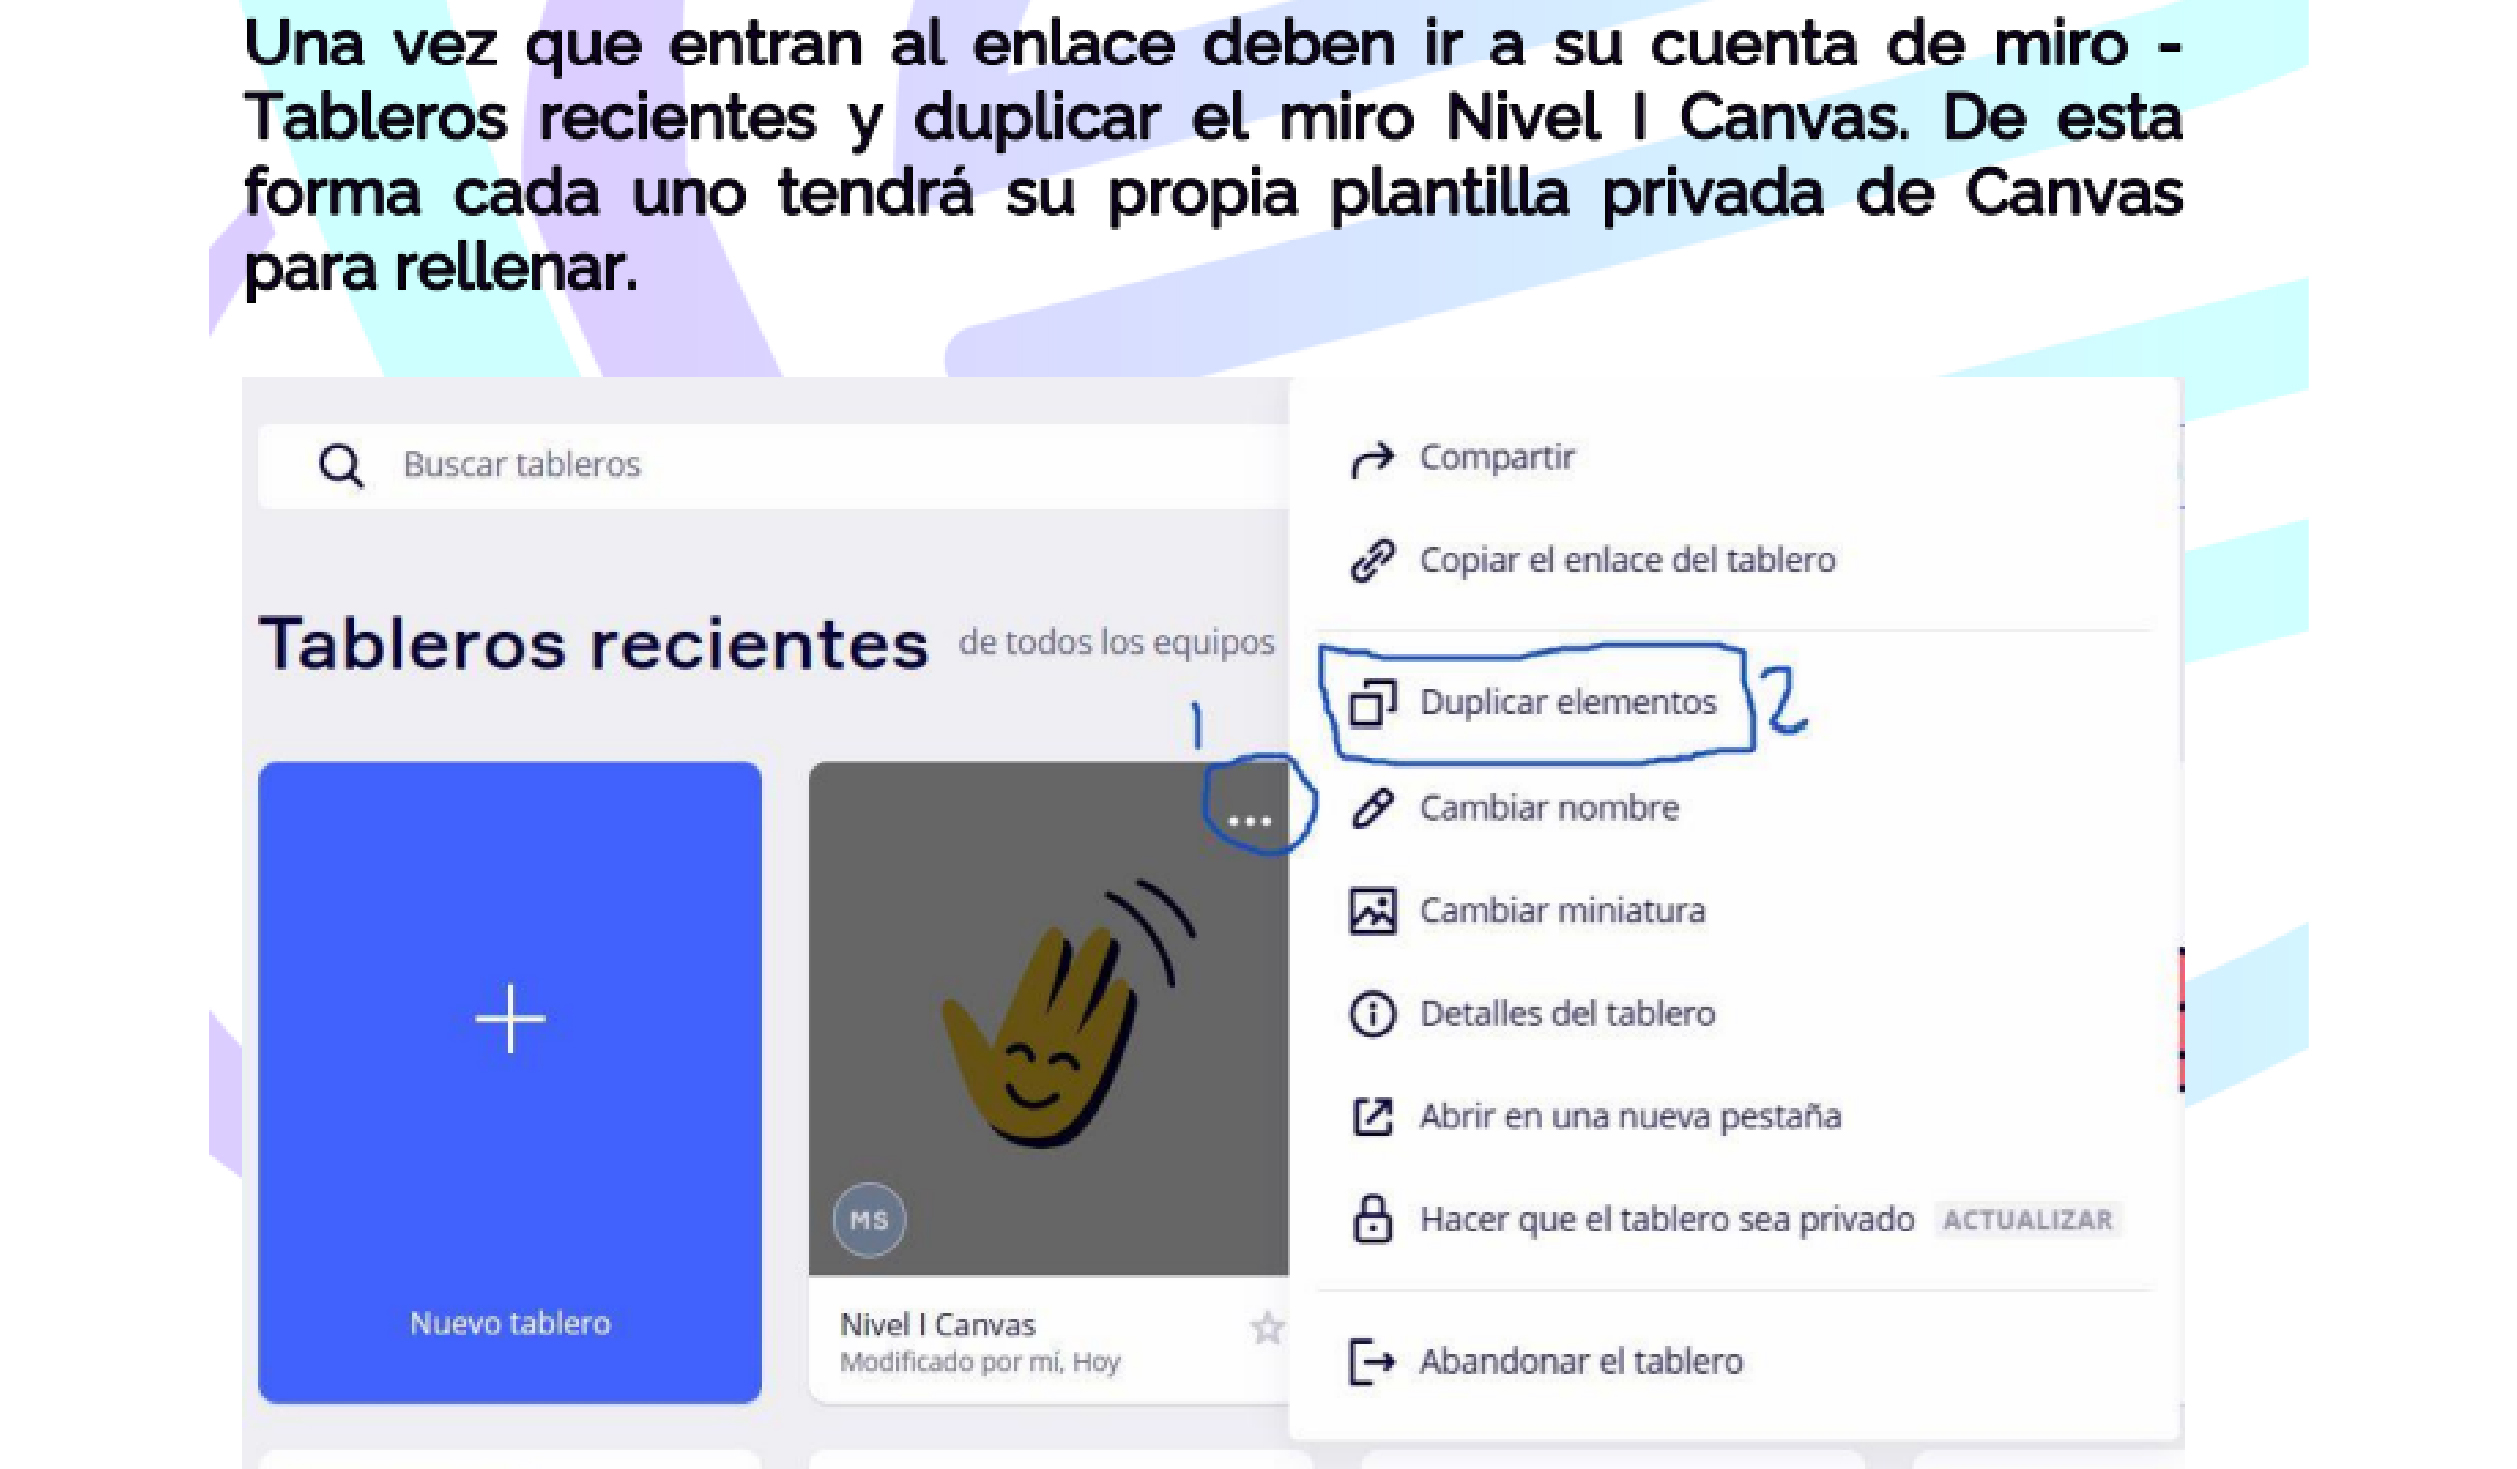 Una vez que entran al enlace deben ir a su cuenta de miro -
Tableros recientes y duplicar el miro Nivel I Canvas. De esta
forma cada uno tendrá su propia plantilla privada de Canvas
para rellenar.
Buscar tableros
Tableros recientes de todos los equipos
1
Nuevo tablero
MS
Nivel I Canvas
Modificado por mí, Hoy
Compartir
Copiar el enlace del tablero
Duplicar elementos 2
Cambiar nombre
Cambiar miniatura
Detalles del tablero
Abrir en una nueva pestaña
Hacer que el tablero sea privado ACTUALIZAR
Abandonar el tablero